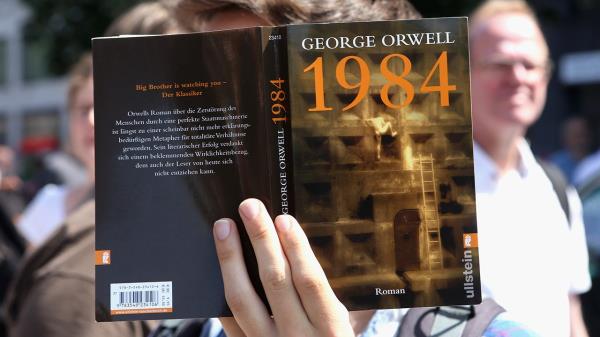 Big Brother is watching you –
Der Klassiker
Orwells Roman über die Zerstörung des
Menschen durch eine perfekte Staatsmaschinerie
ist längst zu einer scheinbar nicht mehr erklärungs-
bedürftigen Metapher für totalitäre Verhältnisse
geworden. Sein literarischer Erfolg verdankt
sich einem beklemmenden Wirklichkeitsbezug,
dem auch der Leser von heute sich
nicht entziehen kann.
23410
GEORGE ORWELL 1984
GEORGE ORWELL
1984
Roman
ullstein